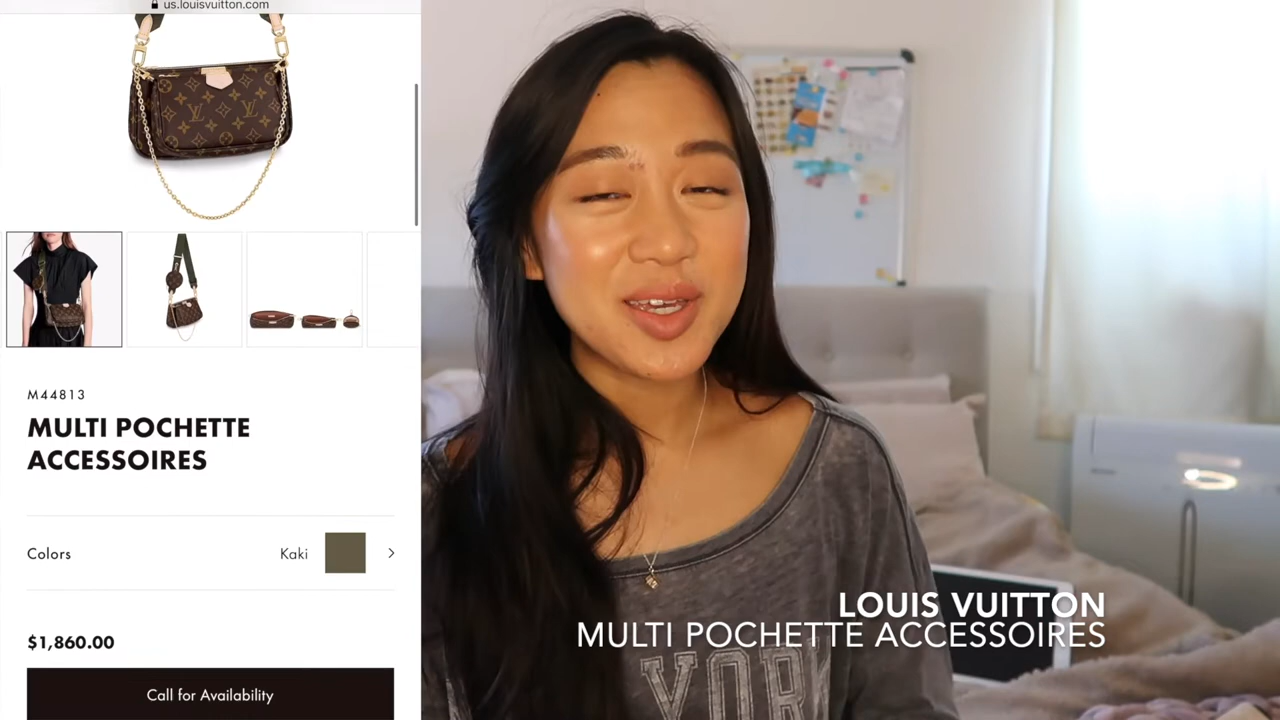 us.louisvuitton.com
M44813
MULTI POCHETTE
ACCESSOIRES
Colors
Kaki
$1,860.00
Call for Availability
LOUIS VUITTON
MULTI POCHETTE ACCESSOIRES
YORK